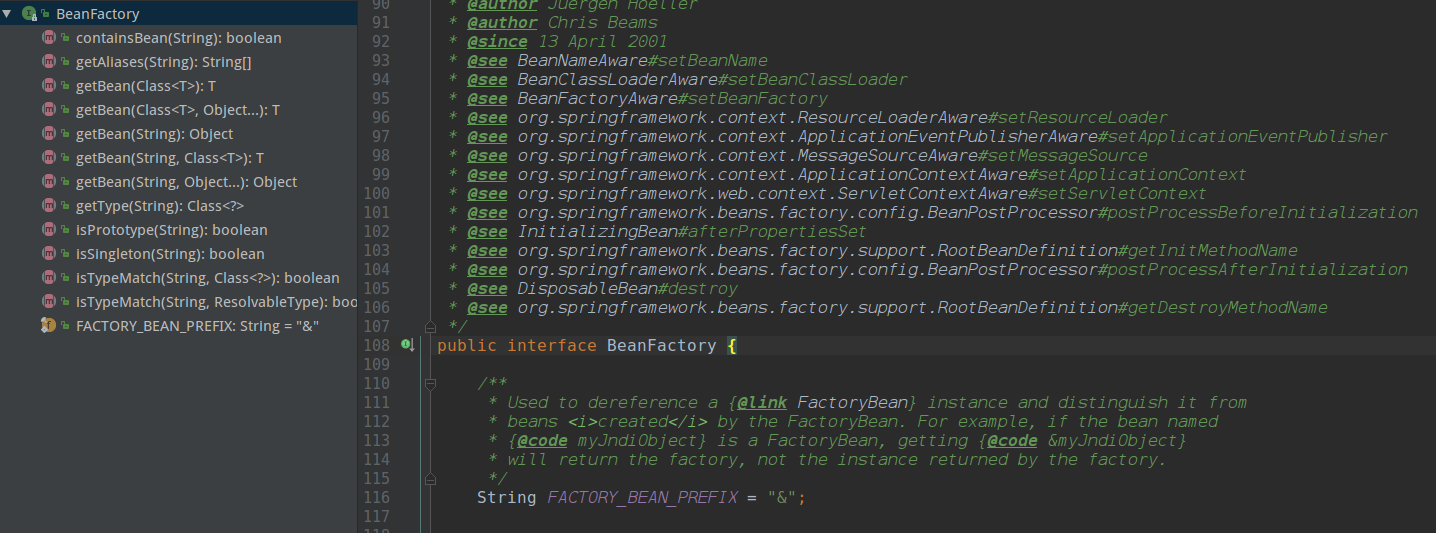 BeanFactory
containsBean(String): boolean
getAliases(String): String[]
getBean(Class<T>): T
getBean(Class<T>, Object...): T
getBean(String): Object
getBean(String, Class<T>): T
getBean(String, Object...): Object
getType(String): Class<?>
isPrototype(String): boolean
isSingleton(String): boolean
isTypeMatch(String, Class<?>): boolean
isTypeMatch(String, ResolvableType): boo
FACTORY_BEAN_PREFIX: String = "&"
90 * @author Juergen Hoeller
91 * @author Chris Beams
92 * @since 13 April 2001
93 * @see BeanNameAware#setBeanName
94 * @see BeanClassLoaderAware#setBeanClassLoader
95 * @see BeanFactoryAware#setBeanFactory
96 * @see org.springframework.context.ResourceLoaderAware#setResourceLoader
97 * @see org.springframework.context.ApplicationEventPublisherAware#setApplicationEventPublisher
98 * @see org.springframework.context.MessageSourceAware#setMessageSource
99 * @see org.springframework.context.ApplicationContextAware#setApplicationContext
100 * @see org.springframework.web.context.ServletContextAware#setServletContext
101 * @see org.springframework.beans.factory.config.BeanPostProcessor#postProcessBeforeInitialization
102 * @see InitializingBean#afterPropertiesSet
103 * @see org.springframework.beans.factory.support.RootBeanDefinition#getInitMethodName
104 * @see org.springframework.beans.factory.config.BeanPostProcessor#postProcessAfterInitialization
105 * @see DisposableBean#destroy
106 * @see org.springframework.beans.factory.support.RootBeanDefinition#getDestroyMethodName
107 */
108 public interface BeanFactory {
109
110 /**
111 * Used to dereference a {@link FactoryBean} instance and distinguish it from
112 * beans <i>created</i> by the FactoryBean. For example, if the bean named
113 * {@code myJndiObject} is a FactoryBean, getting {@code &myJndiObject}
114 * will return the factory, not the instance returned by the factory.
115 */
116 String FACTORY_BEAN_PREFIX = "&";
117